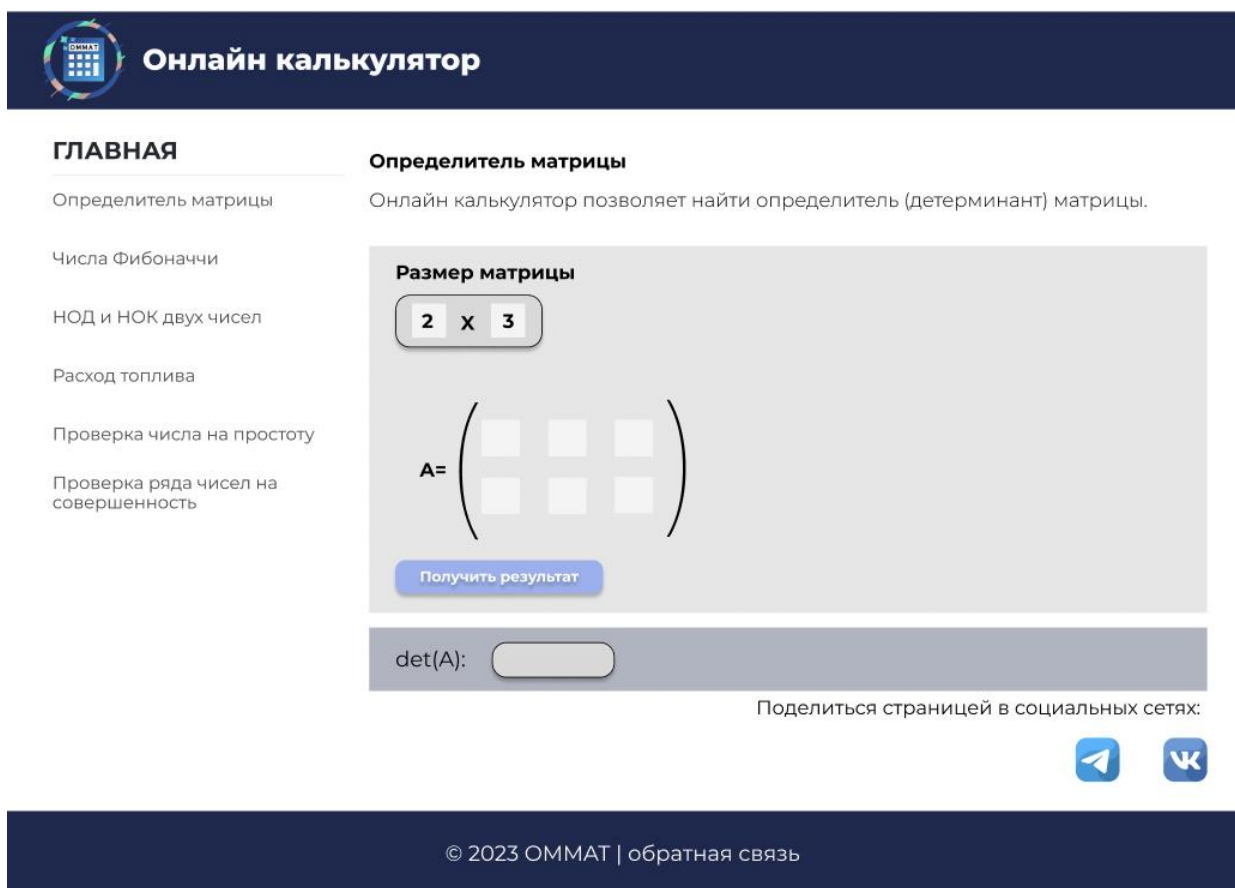 ОММАТ
Онлайн калькулятор
ГЛАВНАЯ
Определитель матрицы
Числа Фибоначчи
НОД и НОК двух чисел
Расход топлива
Проверка числа на простоту
Проверка ряда чисел на
совершенность
Определитель матрицы
Онлайн калькулятор позволяет найти определитель (детерминант) матрицы.
Размер матрицы
2 X 3
A=
Получить результат
det(A):
Поделиться страницей в социальных сетях:
© 2023 ОММАТ | обратная связь